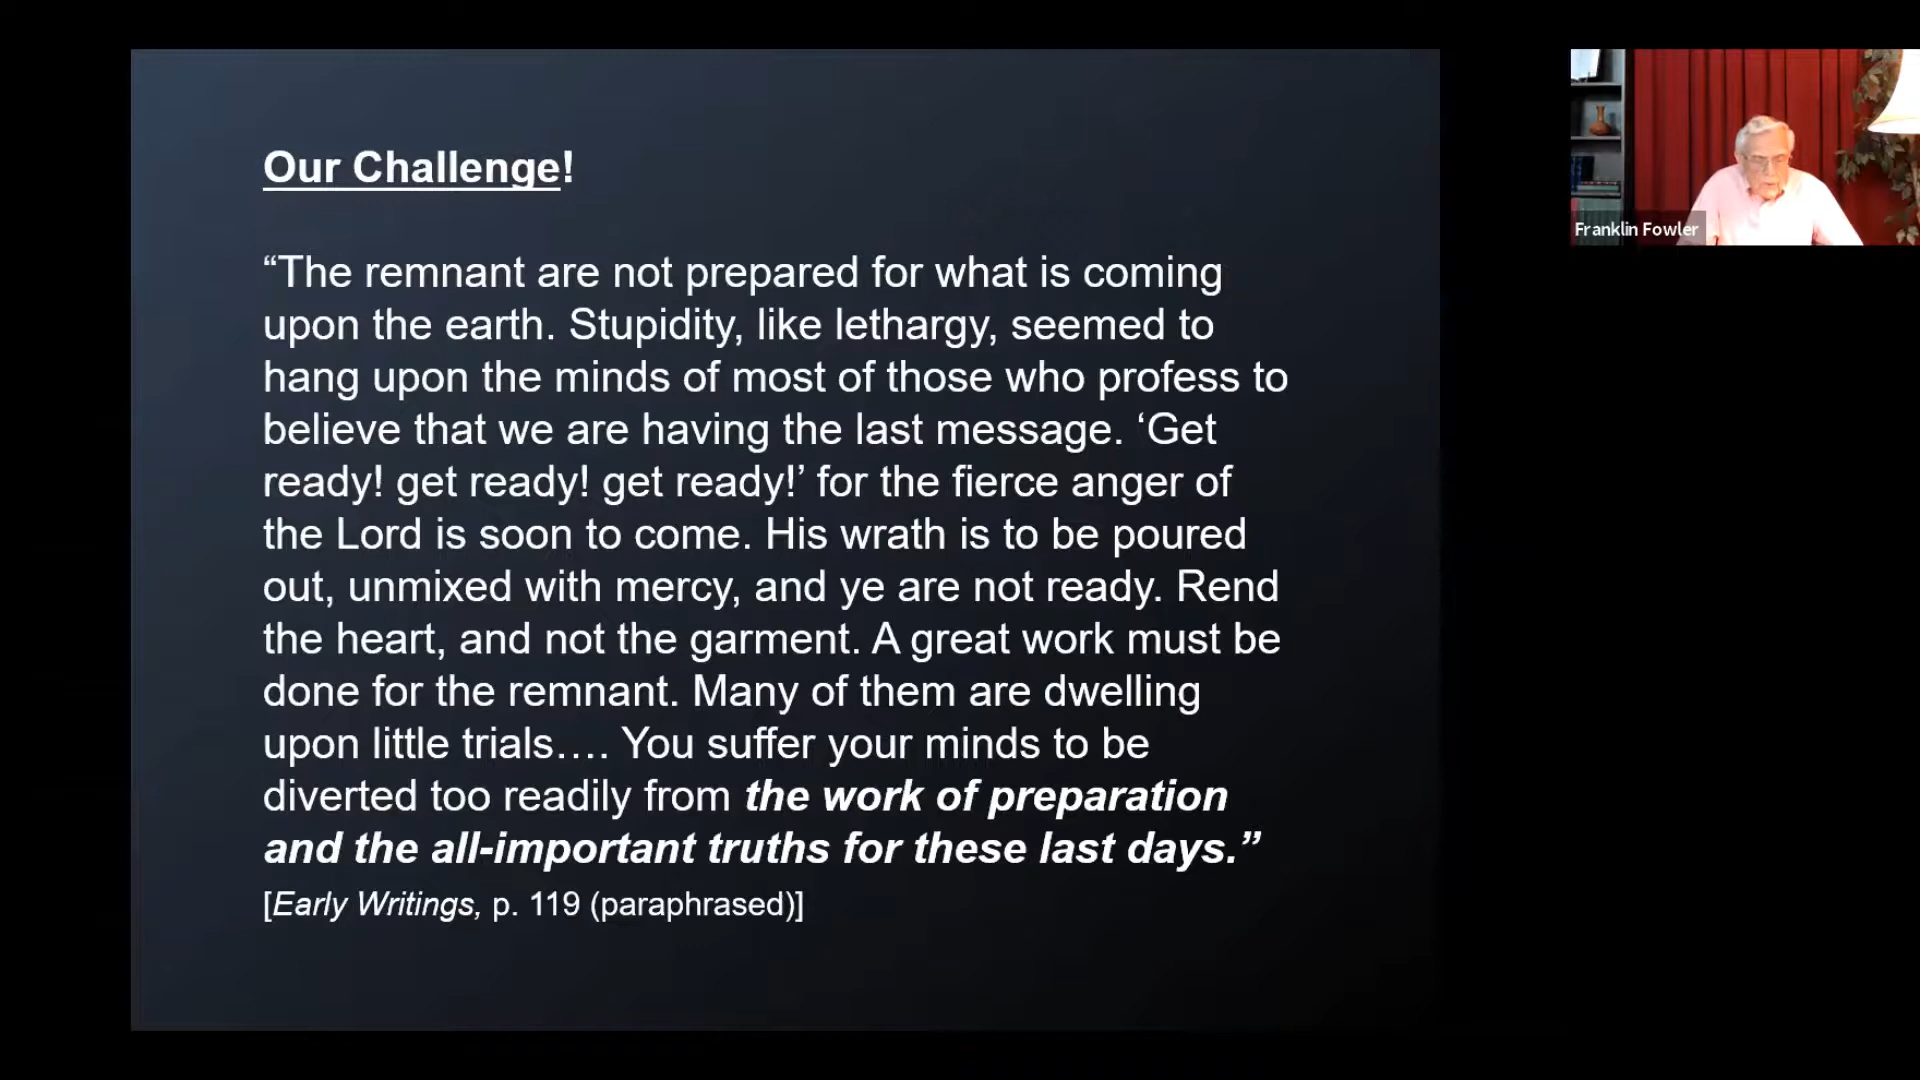 Our Challenge!
“The remnant are not prepared for what is coming
upon the earth. Stupidity, like lethargy, seemed to
hang upon the minds of most of those who profess to
believe that we are having the last message. ‘Get
ready! get ready! get ready!’ for the fierce anger of
the Lord is soon to come. His wrath is to be poured
out, unmixed with mercy, and ye are not ready. Rend
the heart, and not the garment. A great work must be
done for the remnant. Many of them are dwelling
upon little trials…. You suffer your minds to be
diverted too readily from the work of preparation
and the all-important truths for these last days.”
[Early Writings, p. 119 (paraphrased)]
Franklin Fowler